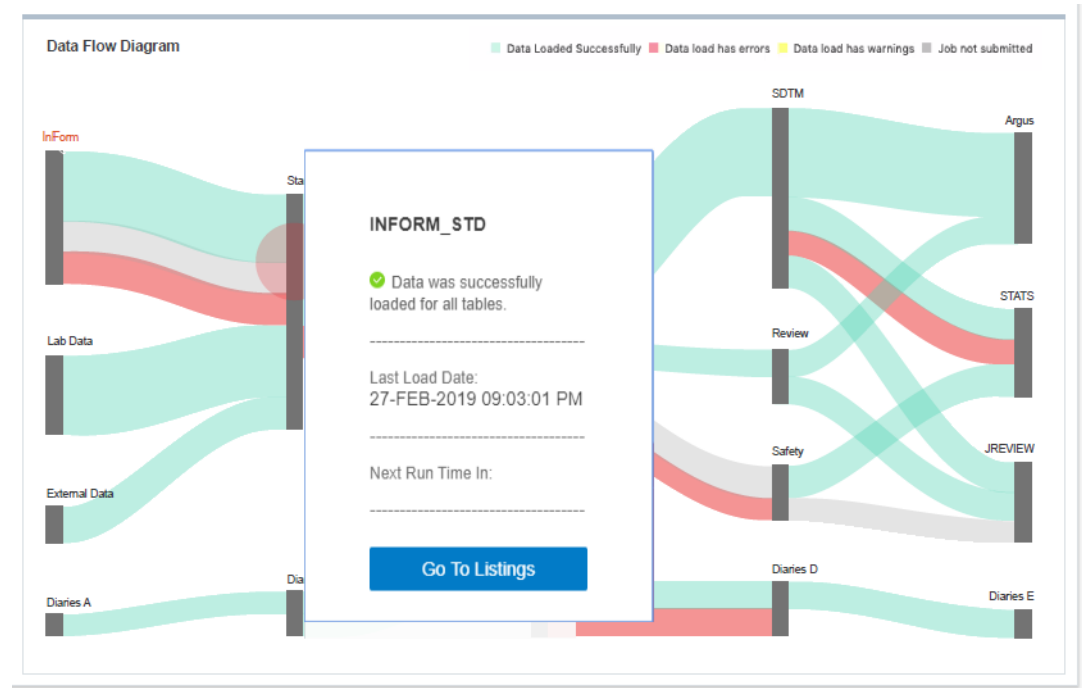 Data Flow Diagram
Data Loaded Successfully
Data load has errors
Data load has warnings
Job not submitted
SDTM
Argus
InForm
Sta
INFORM_STD
Data was successfully
loaded for all tables.
Last Load Date:
27-FEB-2019 09:03:01 PM
Next Run Time In:
Go To Listings
STATS
Lab Data
Review
Safety
JREVIEW
External Data
Dia
Diaries D
Diaries A
Diaries E